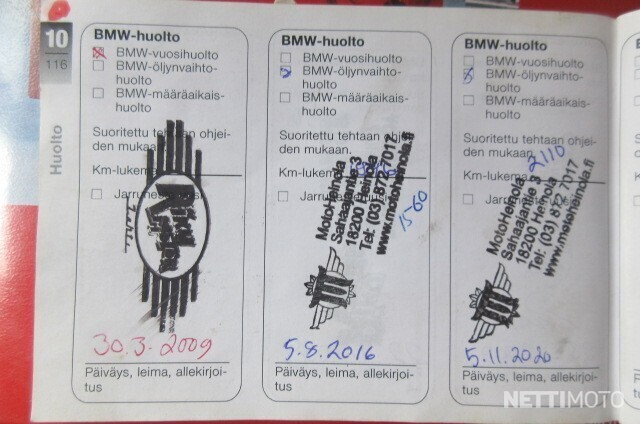 10
116
Huolto
BMW-huolto
☒ BMW-vuosihuolto
☐ BMW-öljynvaihto-
huolto
☐ BMW-määräaikais-
huolto
Suoritettu tehtaan ohjei-
den mukaan.
Km-lukema
☐
30.3.2009
Päiväys, leima, allekirjoi-
tus
BMW-huolto
☐ BMW-vuosihuolto
☑ BMW-öljynvaihto-
huolto
☐ BMW-määräaikais-
huolto
Suoritettu tehtaan ohjei-
den mukaan.
Km-lukema
1560
☐
MotoHeinola
Sahaajantie 3
18200 Heinola
Tel: (03) 872 7017
www.motoheinola.fi
5.8.2016
Päiväys, leima, allekirjoi-
tus
BMW-huolto
☐ BMW-vuosihuolto
☒ BMW-öljynvaihto-
huolto
☐ BMW-määräaikais-
huolto
Suoritettu tehtaan ohjei-
den mukaan.
Km-lukema 2110
☐
MotoHeinola
Sahaajantie 3
18200 Heinola
Tel: (03) 872 7017
www.motoheinola.fi
5.11.2020
Päiväys, leima, allekirjoi-
tus
NETTIMOTO